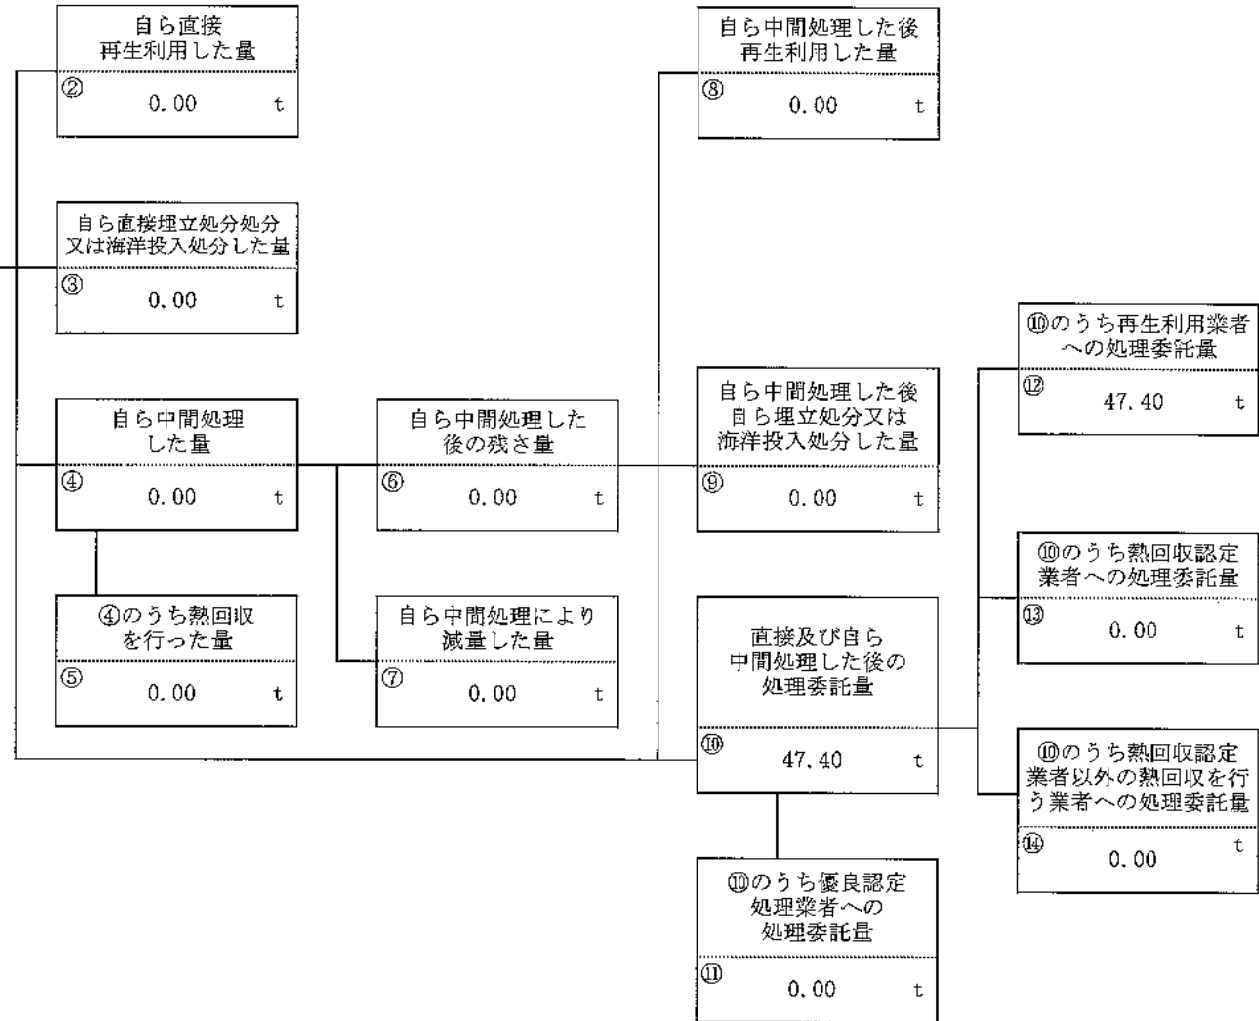 自ら直接
再生利用した量
② 0.00 t
自ら中間処理した後
再生利用した量
⑧ 0.00 t
自ら直接埋立処分処分
又は海洋投入処分した量
③ 0.00 t
⑩のうち再生利用業者
への処理委託量
⑫ 47.40 t
自ら中間処理
した量
④ 0.00 t
自ら中間処理した
後の残さ量
⑥ 0.00 t
自ら中間処理した後
自ら埋立処分又は
海洋投入処分した量
⑨ 0.00 t
⑩のうち熱回収認定
業者への処理委託量
⑬ 0.00 t
④のうち熱回収
を行った量
⑤ 0.00 t
自ら中間処理により
減量した量
⑦ 0.00 t
直接及び自ら
中間処理した後の
処理委託量
⑩ 47.40 t
⑩のうち熱回収認定
業者以外の熱回収を行
う業者への処理委託量
⑭ 0.00 t
⑩のうち優良認定
処理業者への
処理委託量
⑪ 0.00 t